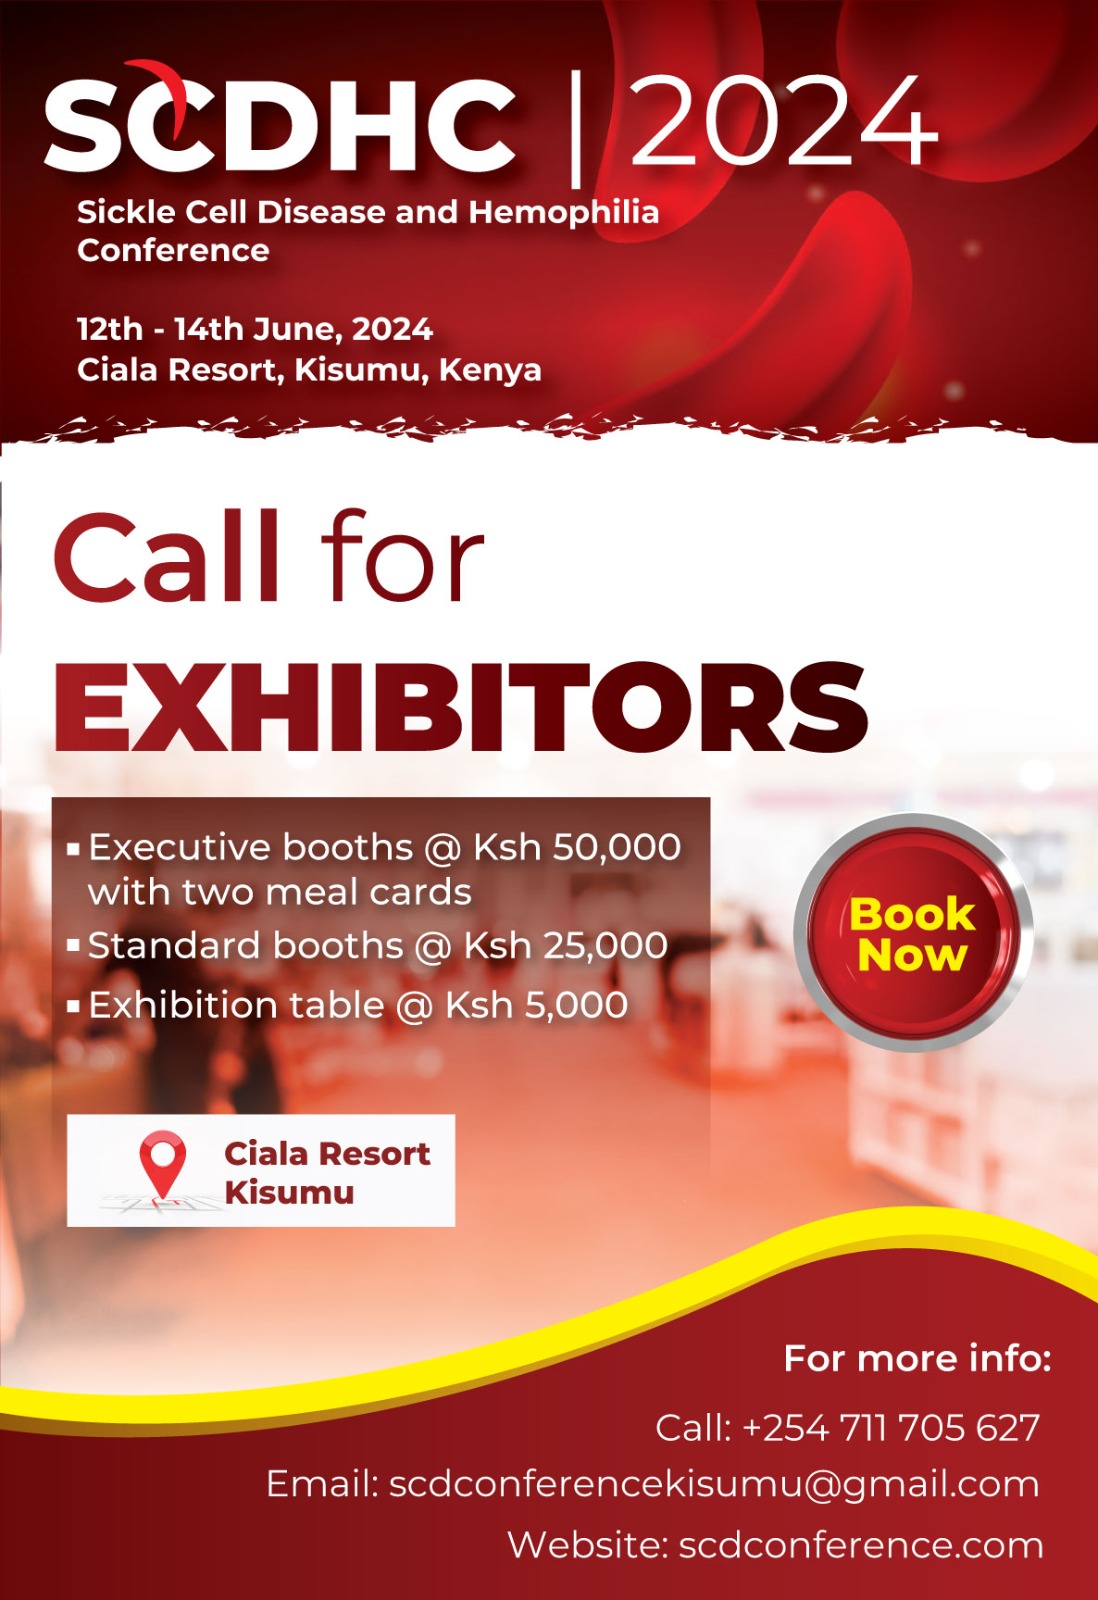 SCDHC | 2024
Sickle Cell Disease and Hemophilia
Conference
12th - 14th June, 2024
Ciala Resort, Kisumu, Kenya
Call for
EXHIBITORS
▪ Executive booths @ Ksh 50,000
with two meal cards
▪ Standard booths @ Ksh 25,000
▪ Exhibition table @ Ksh 5,000
Book
Now
Ciala Resort
Kisumu
For more info:
Call: +254 711 705 627
Email: scdconferencekisumu@gmail.com
Website: scdconference.com